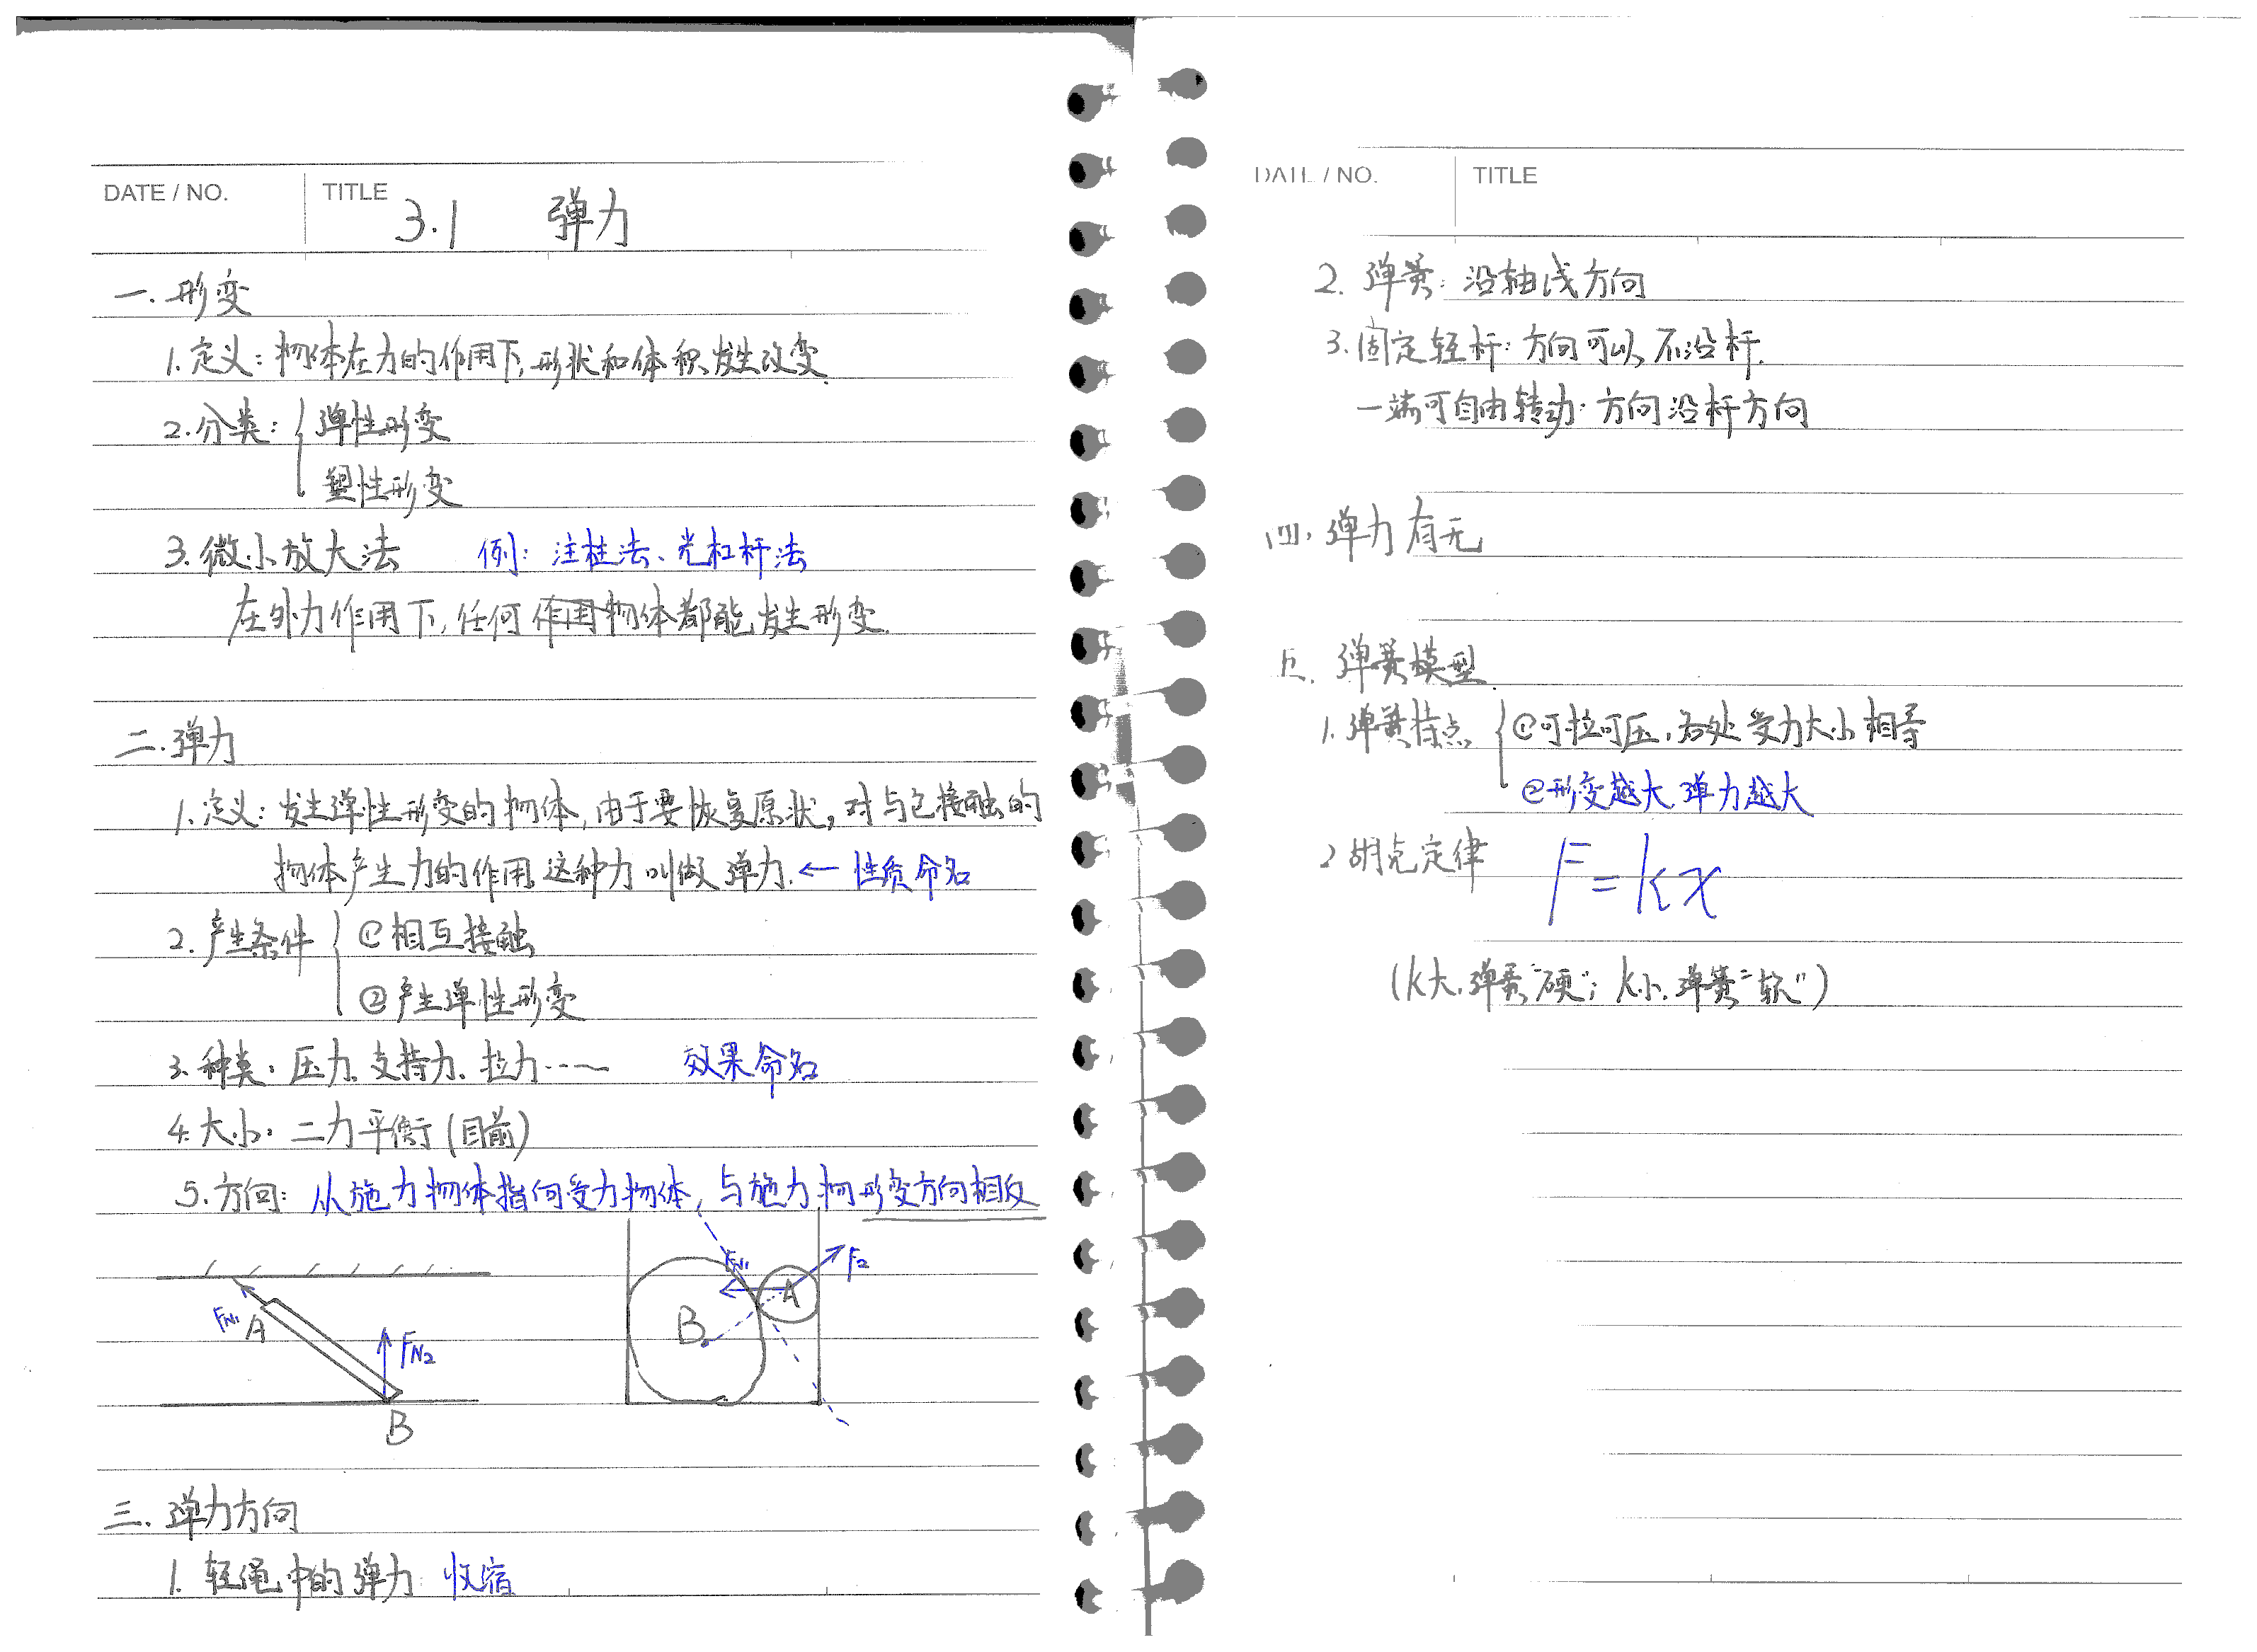 DATE / NO.
TITLE
3.1 弹力
一. 形变
1. 定义: 物体在力的作用下, 形状和体积发生改变.
2. 分类: 弹性形变
塑性形变
3. 微小放大法 例: 注柱法、光杠杆法
在外力作用下, 任何作用物体都能发生形变.
二. 弹力
1. 定义: 发生弹性形变的物体, 由于要恢复原状, 对与它接触的
物体产生力的作用, 这种力叫做弹力. ← 性质命名
2. 产生条件 ①相互接触
②产生弹性形变
3. 种类: 压力、支持力、拉力…… 效果命名
4. 大小: 二力平衡 (目前)
5. 方向: 从施力物体指向受力物体, 与施力物形变方向相反
FN1
A
FN2
B
FN1
F2
A
B
三. 弹力方向
1. 轻绳中的弹力: 收缩
DATE / NO.
TITLE
2. 弹簧: 沿轴线方向
3. 固定轻杆: 方向可以不沿杆.
一端可自由转动: 方向沿杆方向
四. 弹力有无
五. 弹簧模型
1. 弹簧特点 ①可拉可压, 各处受力大小相等
②形变越大, 弹力越大
2 胡克定律 F=kx
(k大, 弹簧"硬"; k小, 弹簧"软")